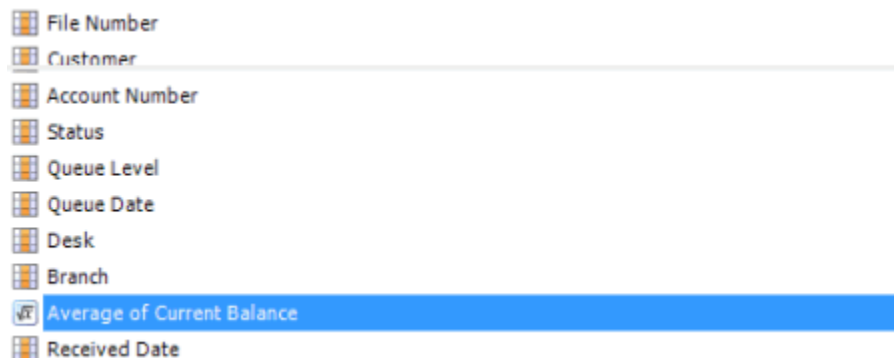 File Number
Customer
Account Number
Status
Queue Level
Queue Date
Desk
Branch
Average of Current Balance
Received Date